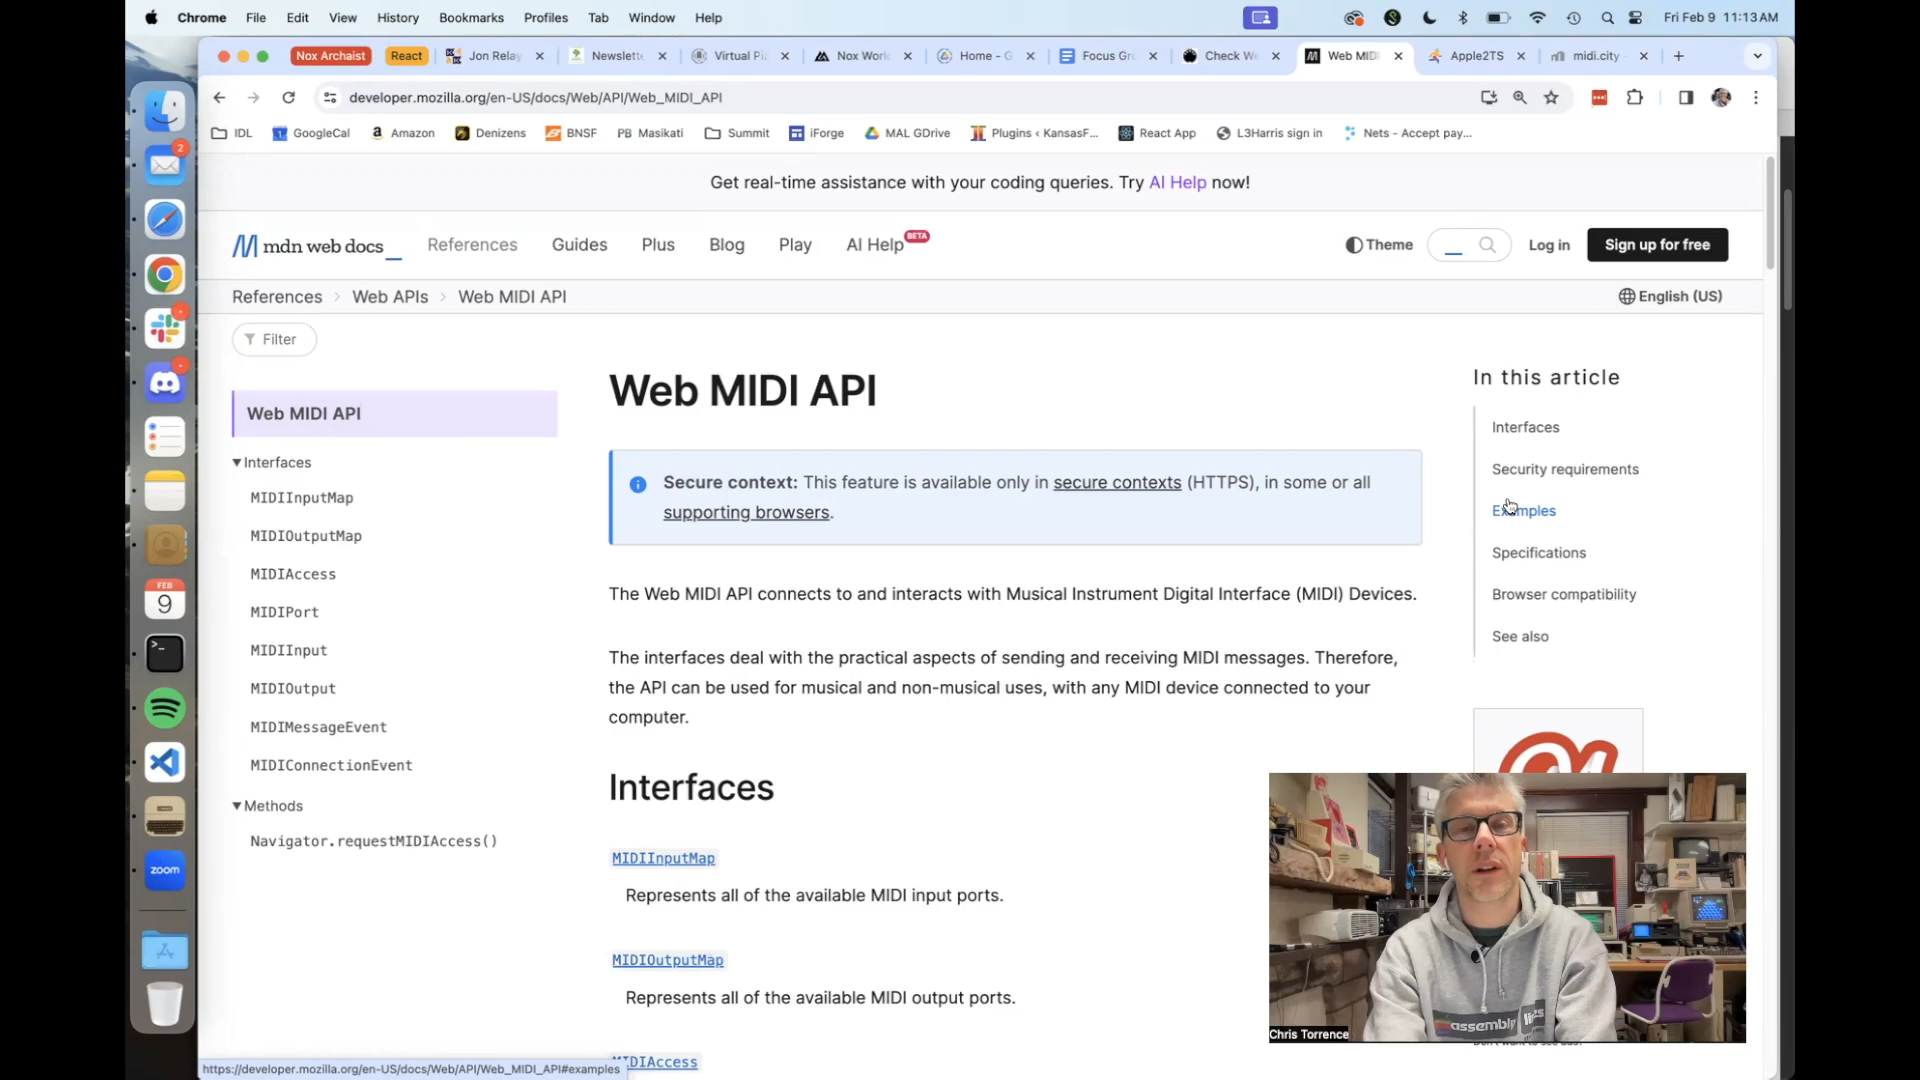 Chrome File Edit View History Bookmarks Profiles Tab Window Help
Fri Feb 9 11:13 AM
Nox Archaist
React
Jon Relay
Newslette
Virtual Pi
Nox Work
Home - G
Focus Gr
Check We
Web MIDI
Apple2TS
midi.city
developer.mozilla.org/en-US/docs/Web/API/Web_MIDI_API
IDL GoogleCal Amazon Denizens BNSF PB Masikati Summit iForge MAL GDrive Plugins ‹ KansasF... React App L3Harris sign in Nets - Accept pay...
Get real-time assistance with your coding queries. Try AI Help now!
mdn web docs_
References Guides Plus Blog Play AI Help BETA
Theme
Log in
Sign up for free
References > Web APIs > Web MIDI API
English (US)
Filter
Web MIDI API
Interfaces
MIDIInputMap
MIDIOutputMap
MIDIAccess
MIDIPort
MIDIInput
MIDIOutput
MIDIMessageEvent
MIDIConnectionEvent
Methods
Navigator.requestMIDIAccess()
Web MIDI API
Secure context: This feature is available only in secure contexts (HTTPS), in some or all
supporting browsers.
The Web MIDI API connects to and interacts with Musical Instrument Digital Interface (MIDI) Devices.
The interfaces deal with the practical aspects of sending and receiving MIDI messages. Therefore,
the API can be used for musical and non-musical uses, with any MIDI device connected to your
computer.
Interfaces
MIDIInputMap
Represents all of the available MIDI input ports.
MIDIOutputMap
Represents all of the available MIDI output ports.
MIDIAccess
In this article
Interfaces
Security requirements
Examples
Specifications
Browser compatibility
See also
2
FEB
9
zoom
assembly lines
Chris Torrence
https://developer.mozilla.org/en-US/docs/Web/API/Web_MIDI_API#examples